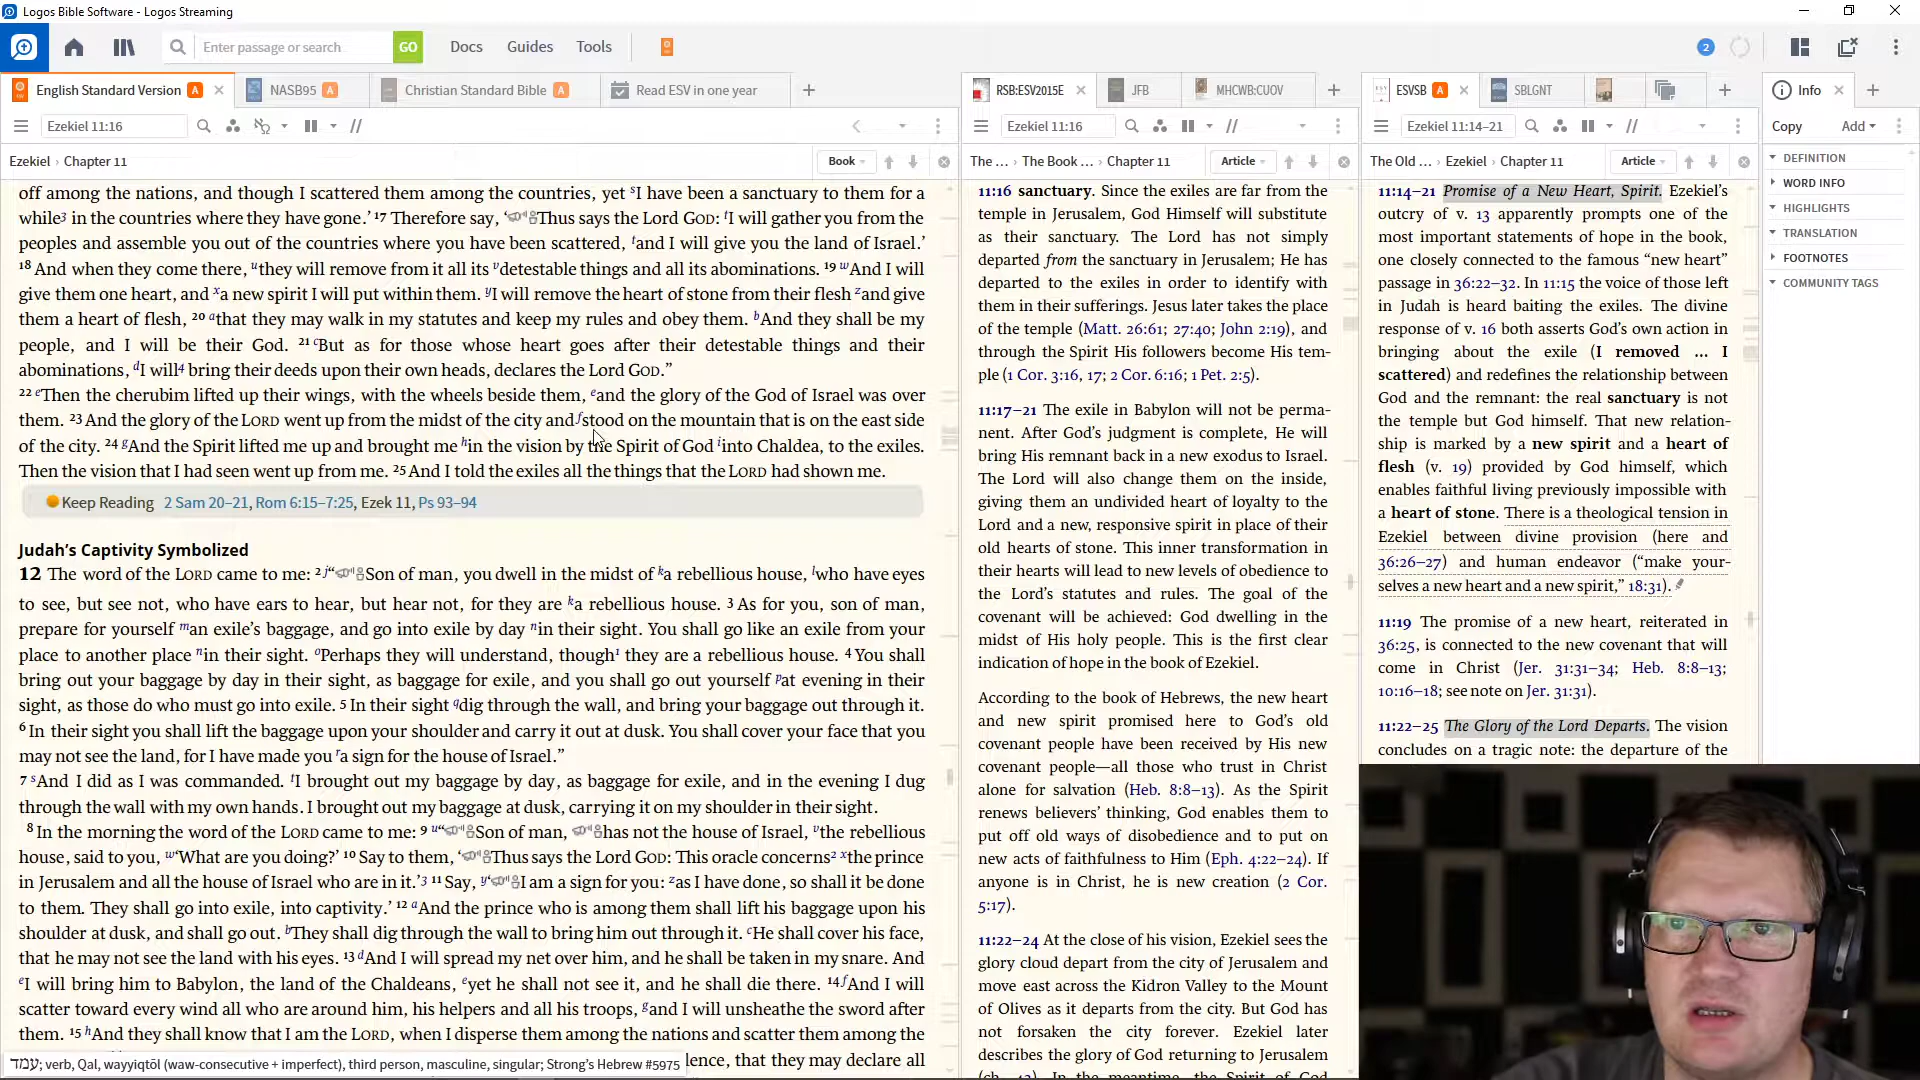 Logos Bible Software - Logos Streaming
Enter passage or search
GO
Docs
Guides
Tools
2
English Standard Version A
NASB95 A
Christian Standard Bible A
Read ESV in one year
RSB:ESV2015E
JFB
MHCWB:CUOV
ESVSB A
SBLGNT
Info
Ezekiel 11:16
Ezekiel 11:16
Ezekiel 11:14–21
Copy
Add
Ezekiel › Chapter 11
Book
The ... › The Book ... › Chapter 11
Article
The Old ... › Ezekiel › Chapter 11
Article
off among the nations, and though I scattered them among the countries, yet sI have been a sanctuary to them for a
while3 in the countries where they have gone.’ 17 Therefore say, ‘Thus says the Lord GOD: tI will gather you from the
peoples and assemble you out of the countries where you have been scattered, tand I will give you the land of Israel.’
18 And when they come there, uthey will remove from it all its vdetestable things and all its abominations. 19 wAnd I will
give them one heart, and xa new spirit I will put within them. yI will remove the heart of stone from their flesh zand give
them a heart of flesh, 20 athat they may walk in my statutes and keep my rules and obey them. bAnd they shall be my
people, and I will be their God. 21 cBut as for those whose heart goes after their detestable things and their
abominations, dI will4 bring their deeds upon their own heads, declares the Lord GOD.”
22 eThen the cherubim lifted up their wings, with the wheels beside them, eand the glory of the God of Israel was over
them. 23 And the glory of the LORD went up from the midst of the city and fstood on the mountain that is on the east side
of the city. 24 gAnd the Spirit lifted me up and brought me hin the vision by the Spirit of God iinto Chaldea, to the exiles.
Then the vision that I had seen went up from me. 25 And I told the exiles all the things that the LORD had shown me.
Keep Reading 2 Sam 20–21, Rom 6:15–7:25, Ezek 11, Ps 93–94
Judah’s Captivity Symbolized
12 The word of the LORD came to me: 2 j“Son of man, you dwell in the midst of ka rebellious house, lwho have eyes
to see, but see not, who have ears to hear, but hear not, for they are ka rebellious house. 3 As for you, son of man,
prepare for yourself man exile’s baggage, and go into exile by day nin their sight. You shall go like an exile from your
place to another place nin their sight. oPerhaps they will understand, though1 they are a rebellious house. 4 You shall
bring out your baggage by day in their sight, as baggage for exile, and you shall go out yourself pat evening in their
sight, as those do who must go into exile. 5 In their sight qdig through the wall, and bring your baggage out through it.
6 In their sight you shall lift the baggage upon your shoulder and carry it out at dusk. You shall cover your face that you
may not see the land, for I have made you ra sign for the house of Israel.”
7 sAnd I did as I was commanded. tI brought out my baggage by day, as baggage for exile, and in the evening I dug
through the wall with my own hands. I brought out my baggage at dusk, carrying it on my shoulder in their sight.
8 In the morning the word of the LORD came to me: 9 u“Son of man, has not the house of Israel, vthe rebellious
house, said to you, w‘What are you doing?’ 10 Say to them, ‘Thus says the Lord GOD: This oracle concerns2 xthe prince
in Jerusalem and all the house of Israel who are in it.’3 11 Say, y‘I am a sign for you: zas I have done, so shall it be done
to them. They shall go into exile, into captivity.’ 12 aAnd the prince who is among them shall lift his baggage upon his
shoulder at dusk, and shall go out. bThey shall dig through the wall to bring him out through it. cHe shall cover his face,
that he may not see the land with his eyes. 13 dAnd I will spread my net over him, and he shall be taken in my snare. And
eI will bring him to Babylon, the land of the Chaldeans, eyet he shall not see it, and he shall die there. 14 fAnd I will
scatter toward every wind all who are around him, his helpers and all his troops, gand I will unsheathe the sword after
them. 15 hAnd they shall know that I am the LORD, when I disperse them among the nations and scatter them among the
lence, that they may declare all
עמד; verb, Qal, wayyiqtōl (waw-consecutive + imperfect), third person, masculine, singular; Strong’s Hebrew #5975
11:16 sanctuary. Since the exiles are far from the
temple in Jerusalem, God Himself will substitute
as their sanctuary. The Lord has not simply
departed from the sanctuary in Jerusalem; He has
departed to the exiles in order to identify with
them in their sufferings. Jesus later takes the place
of the temple (Matt. 26:61; 27:40; John 2:19), and
through the Spirit His followers become His tem-
ple (1 Cor. 3:16, 17; 2 Cor. 6:16; 1 Pet. 2:5).
11:17–21 The exile in Babylon will not be perma-
nent. After God’s judgment is complete, He will
bring His remnant back in a new exodus to Israel.
The Lord will also change them on the inside,
giving them an undivided heart of loyalty to the
Lord and a new, responsive spirit in place of their
old hearts of stone. This inner transformation in
their hearts will lead to new levels of obedience to
the Lord’s statutes and rules. The goal of the
covenant will be achieved: God dwelling in the
midst of His holy people. This is the first clear
indication of hope in the book of Ezekiel.
According to the book of Hebrews, the new heart
and new spirit promised here to God’s old
covenant people have been received by His new
covenant people—all those who trust in Christ
alone for salvation (Heb. 8:8–13). As the Spirit
renews believers’ thinking, God enables them to
put off old ways of disobedience and to put on
new acts of faithfulness to Him (Eph. 4:22–24). If
anyone is in Christ, he is new creation (2 Cor.
5:17).
11:22–24 At the close of his vision, Ezekiel sees the
glory cloud depart from the city of Jerusalem and
move east across the Kidron Valley to the Mount
of Olives as it departs from the city. But God has
not forsaken the city forever. Ezekiel later
describes the glory of God returning to Jerusalem
11:14–21 Promise of a New Heart, Spirit. Ezekiel’s
outcry of v. 13 apparently prompts one of the
most important statements of hope in the book,
one closely connected to the famous “new heart”
passage in 36:22–32. In 11:15 the voice of those left
in Judah is heard baiting the exiles. The divine
response of v. 16 both asserts God’s own action in
bringing about the exile (I removed ... I
scattered) and redefines the relationship between
God and the remnant: the real sanctuary is not
the temple but God himself. That new relation-
ship is marked by a new spirit and a heart of
flesh (v. 19) provided by God himself, which
enables faithful living previously impossible with
a heart of stone. There is a theological tension in
Ezekiel between divine provision (here and
36:26–27) and human endeavor (“make your-
selves a new heart and a new spirit,” 18:31).
11:19 The promise of a new heart, reiterated in
36:25, is connected to the new covenant that will
come in Christ (Jer. 31:31–34; Heb. 8:8–13;
10:16–18; see note on Jer. 31:31).
11:22–25 The Glory of the Lord Departs. The vision
concludes on a tragic note: the departure of the
DEFINITION
WORD INFO
HIGHLIGHTS
TRANSLATION
FOOTNOTES
COMMUNITY TAGS